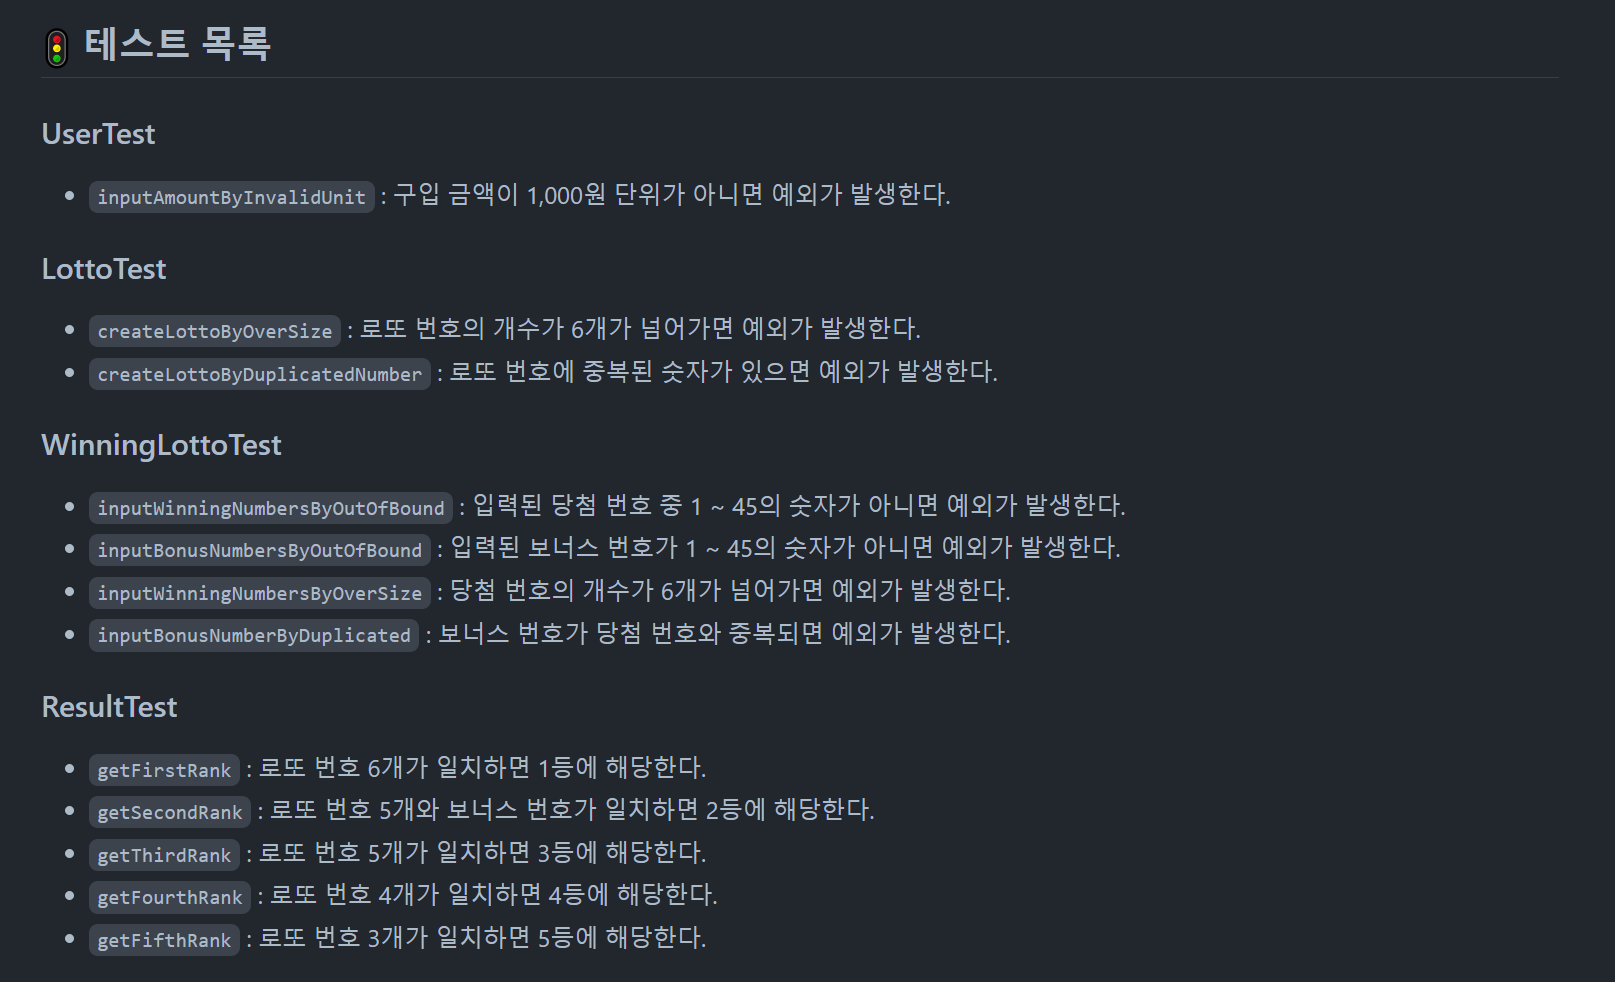 🚦 테스트 목록
UserTest
inputAmountByInvalidUnit : 구입 금액이 1,000원 단위가 아니면 예외가 발생한다.
LottoTest
createLottoByOverSize : 로또 번호의 개수가 6개가 넘어가면 예외가 발생한다.
createLottoByDuplicatedNumber : 로또 번호에 중복된 숫자가 있으면 예외가 발생한다.
WinningLottoTest
inputWinningNumbersByOutOfBound : 입력된 당첨 번호 중 1 ~ 45의 숫자가 아니면 예외가 발생한다.
inputBonusNumbersByOutOfBound : 입력된 보너스 번호가 1 ~ 45의 숫자가 아니면 예외가 발생한다.
inputWinningNumbersByOverSize : 당첨 번호의 개수가 6개가 넘어가면 예외가 발생한다.
inputBonusNumberByDuplicated : 보너스 번호가 당첨 번호와 중복되면 예외가 발생한다.
ResultTest
getFirstRank : 로또 번호 6개가 일치하면 1등에 해당한다.
getSecondRank : 로또 번호 5개와 보너스 번호가 일치하면 2등에 해당한다.
getThirdRank : 로또 번호 5개가 일치하면 3등에 해당한다.
getFourthRank : 로또 번호 4개가 일치하면 4등에 해당한다.
getFifthRank : 로또 번호 3개가 일치하면 5등에 해당한다.